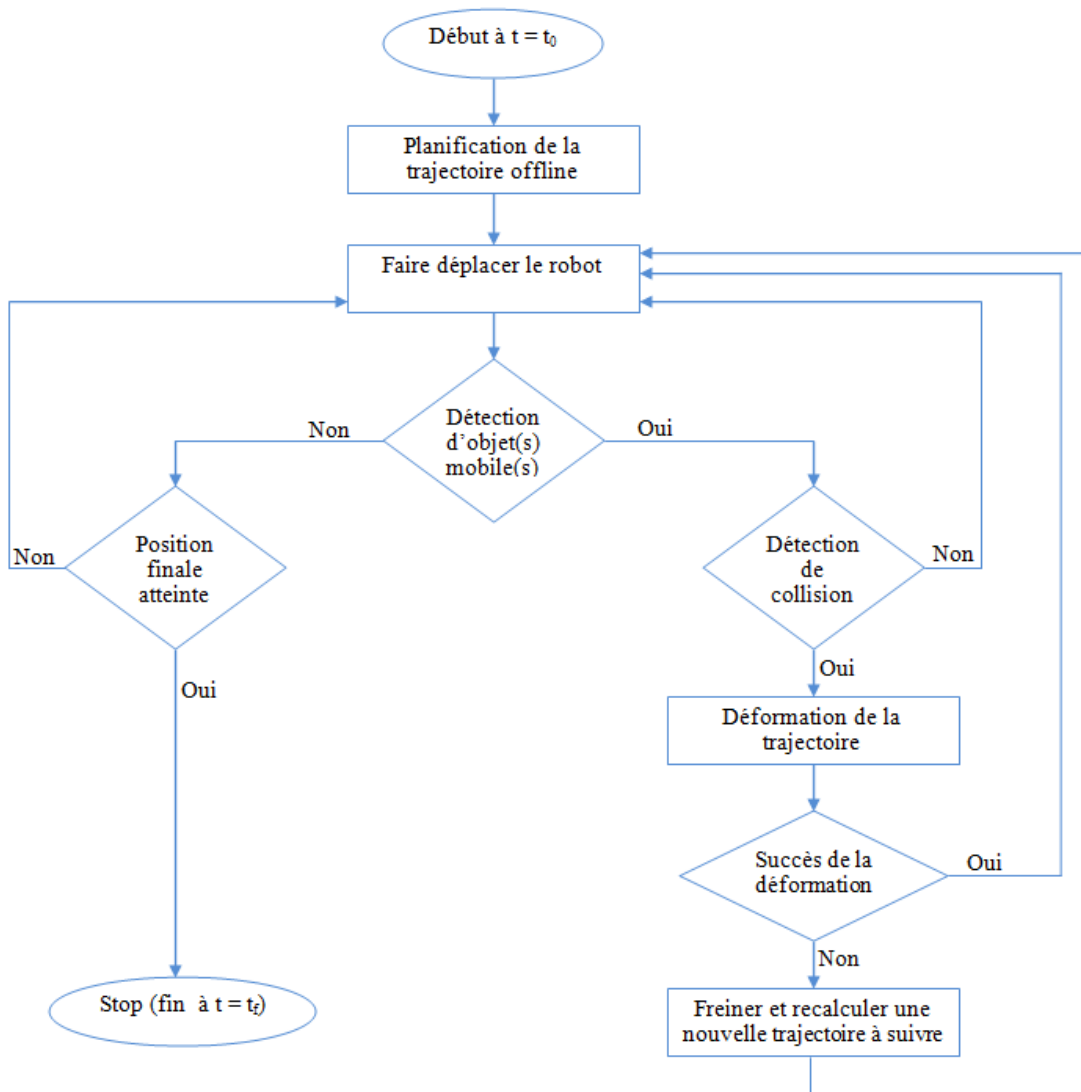 Début à t = t₀
Planification de la
trajectoire offline
Faire déplacer le robot
Détection
d’objet(s)
mobile(s)
Non
Oui
Position
finale
atteinte
Non
Détection
de
collision
Non
Oui
Oui
Déformation de la
trajectoire
Succès de la
déformation
Oui
Non
Stop (fin à t = t_f)
Freiner et recalculer une
nouvelle trajectoire à suivre